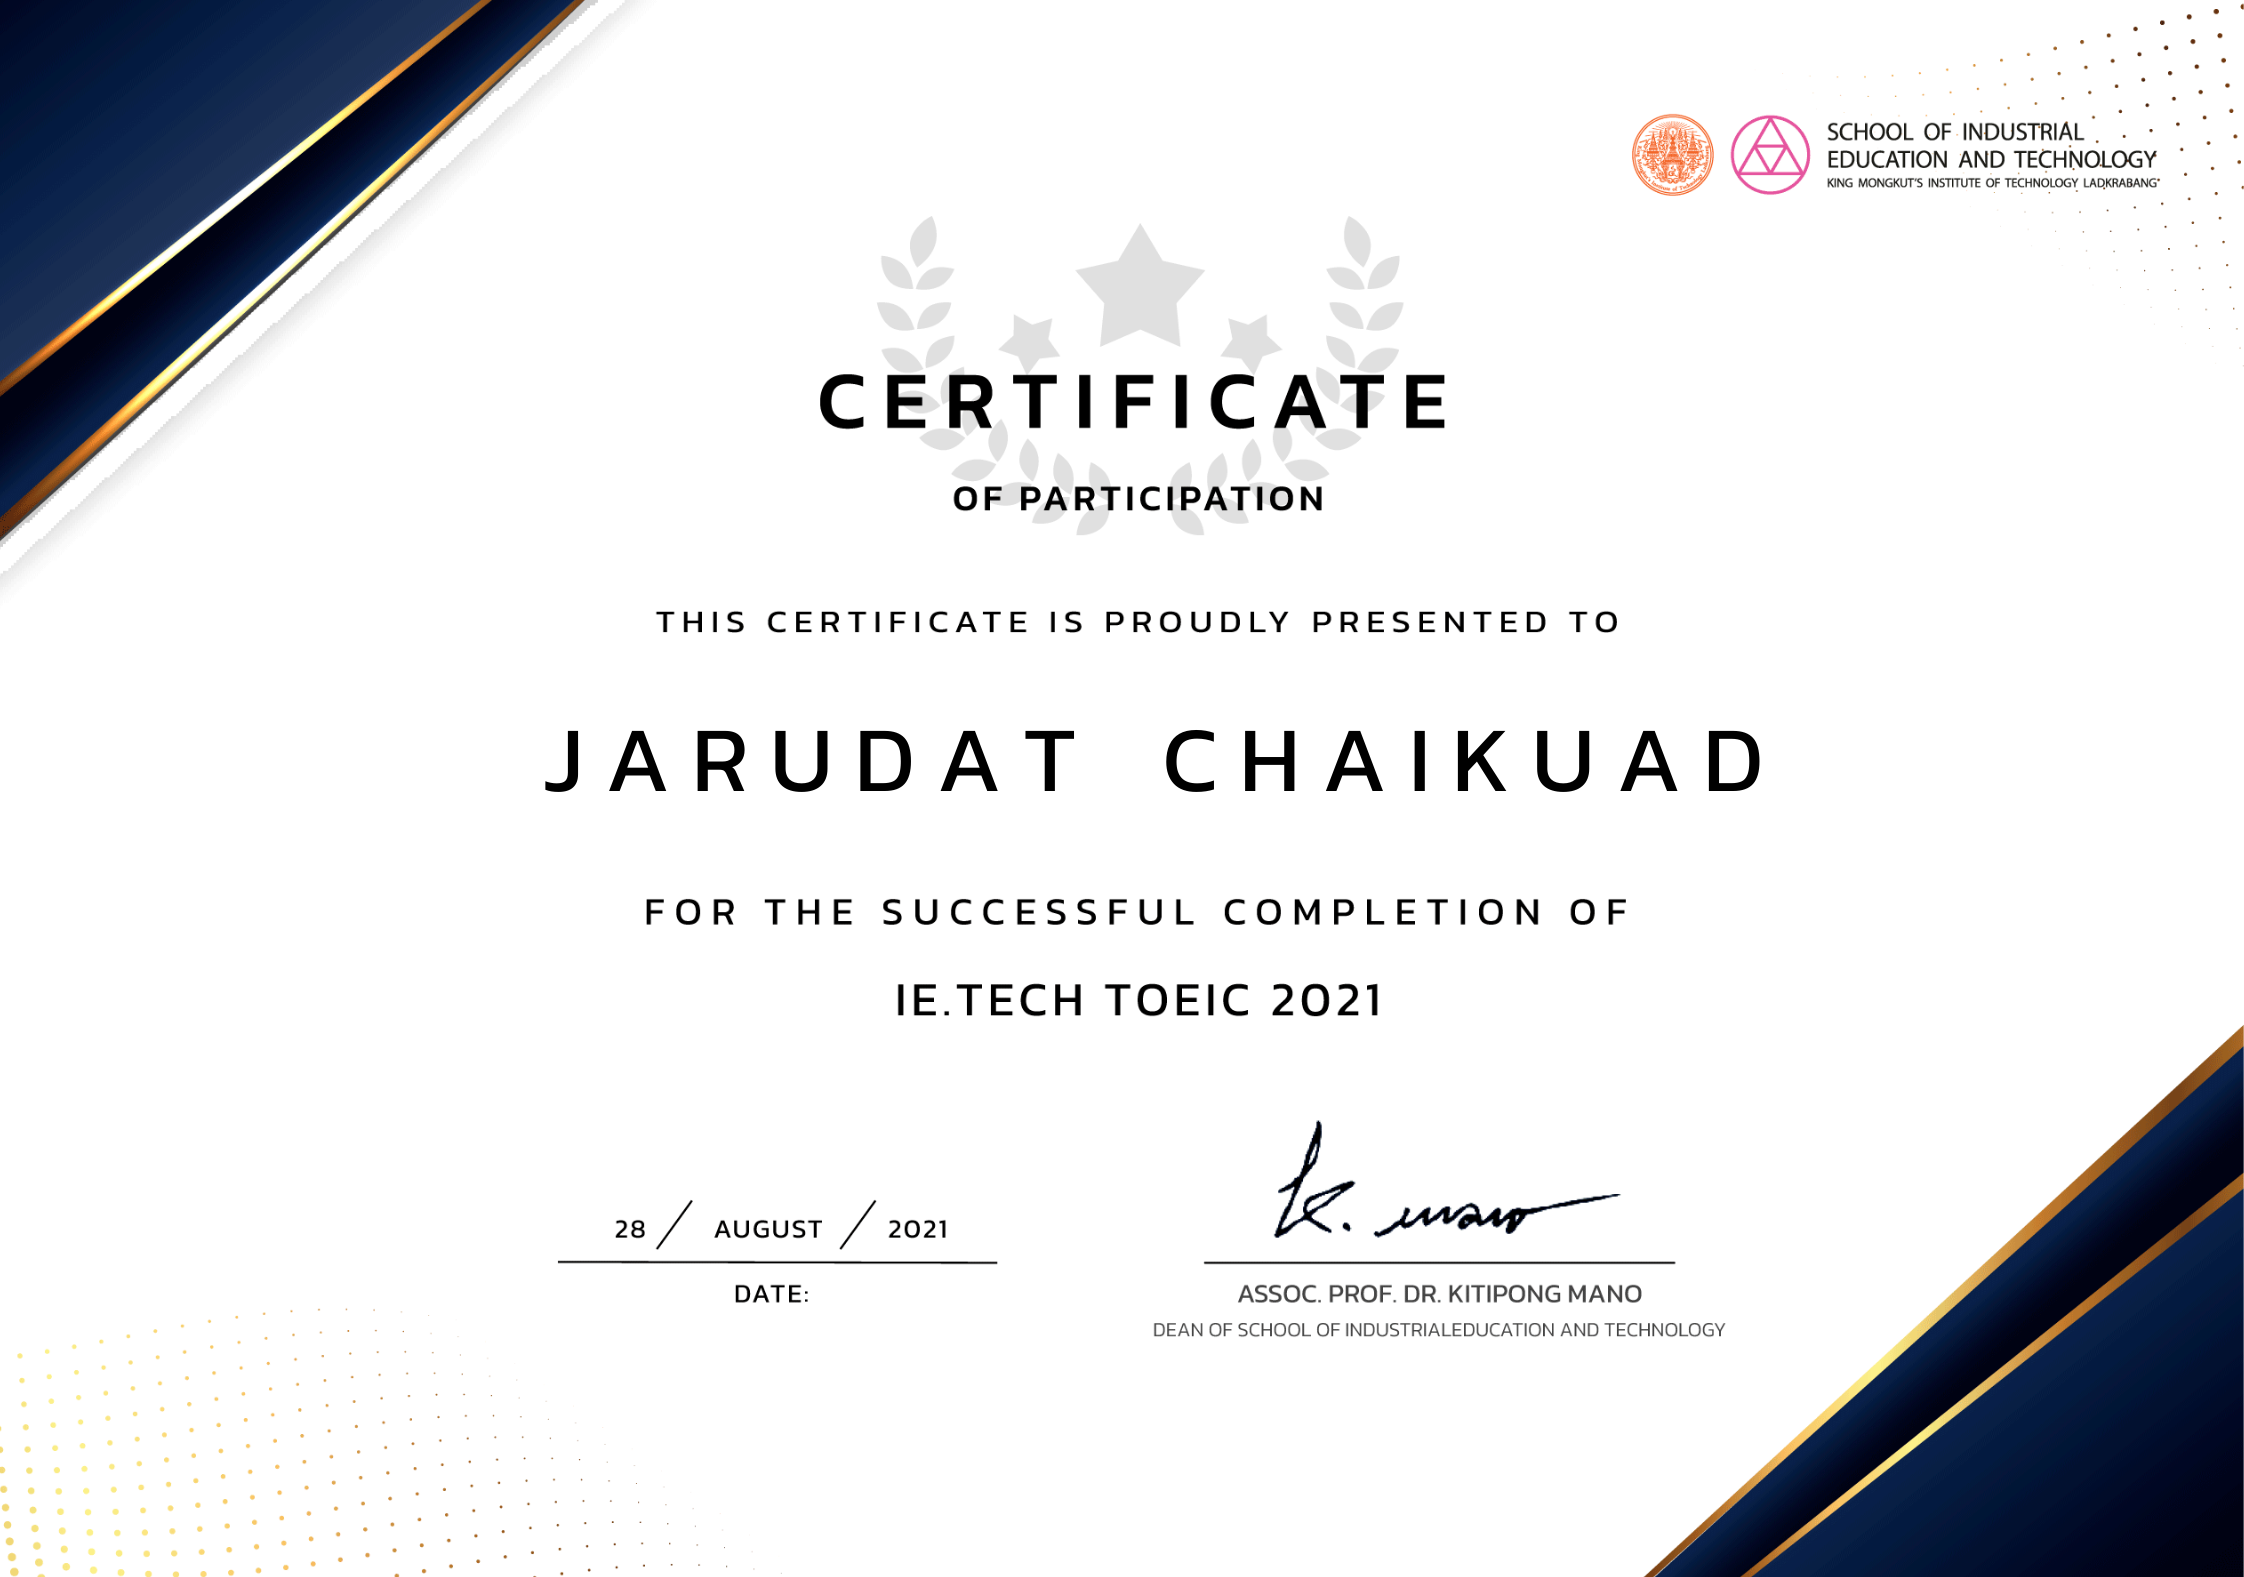 SCHOOL OF INDUSTRIAL
EDUCATION AND TECHNOLOGY
KING MONGKUT'S INSTITUTE OF TECHNOLOGY LADKRABANG
CERTIFICATE
OF PARTICIPATION
THIS CERTIFICATE IS PROUDLY PRESENTED TO
JARUDAT CHAIKUAD
FOR THE SUCCESSFUL COMPLETION OF
IE.TECH TOEIC 2021
28 / AUGUST / 2021
DATE:
K. Mano
ASSOC. PROF. DR. KITIPONG MANO
DEAN OF SCHOOL OF INDUSTRIALEDUCATION AND TECHNOLOGY